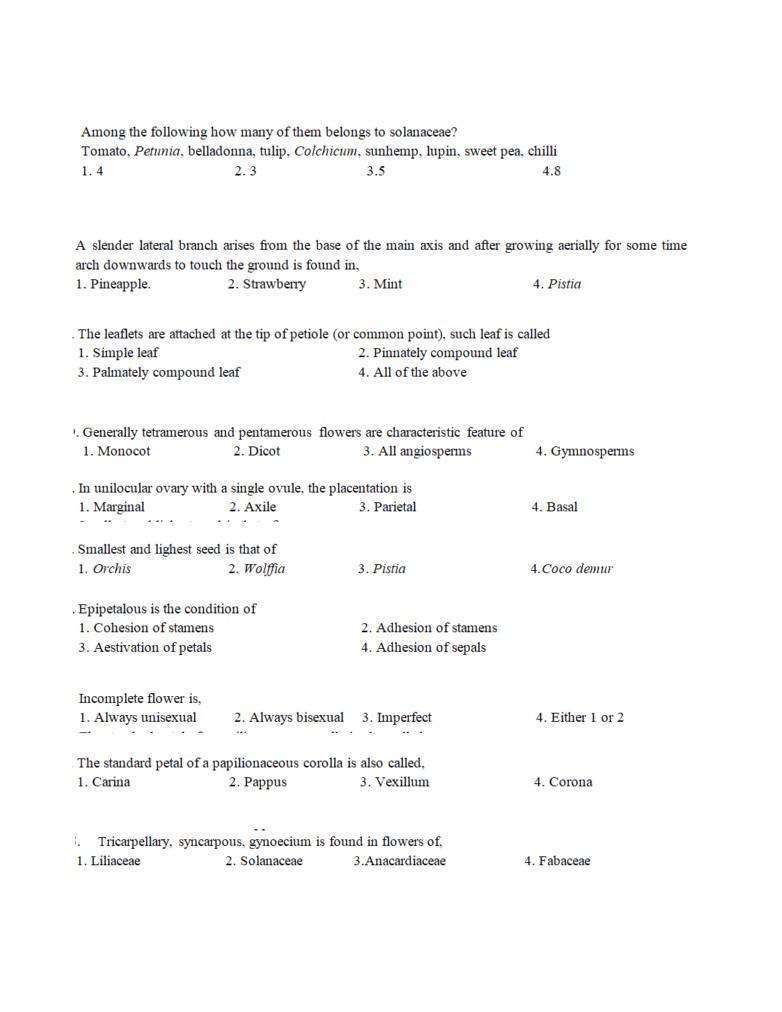 Among the following how many of them belongs to solanaceae?
Tomato, Petunia, belladonna, tulip, Colchicum, sunhemp, lupin, sweet pea, chilli
1. 4 2. 3 3.5 4.8
A slender lateral branch arises from the base of the main axis and after growing aerially for some time
arch downwards to touch the ground is found in,
1. Pineapple. 2. Strawberry 3. Mint 4. Pistia
. The leaflets are attached at the tip of petiole (or common point), such leaf is called
1. Simple leaf 2. Pinnately compound leaf
3. Palmately compound leaf 4. All of the above
. Generally tetramerous and pentamerous flowers are characteristic feature of
1. Monocot 2. Dicot 3. All angiosperms 4. Gymnosperms
. In unilocular ovary with a single ovule, the placentation is
1. Marginal 2. Axile 3. Parietal 4. Basal
. Smallest and lighest seed is that of
1. Orchis 2. Wolffia 3. Pistia 4.Coco demur
. Epipetalous is the condition of
1. Cohesion of stamens 2. Adhesion of stamens
3. Aestivation of petals 4. Adhesion of sepals
Incomplete flower is,
1. Always unisexual 2. Always bisexual 3. Imperfect 4. Either 1 or 2
The standard petal of a papilionaceous corolla is also called,
1. Carina 2. Pappus 3. Vexillum 4. Corona
. Tricarpellary, syncarpous, gynoecium is found in flowers of,
1. Liliaceae 2. Solanaceae 3.Anacardiaceae 4. Fabaceae